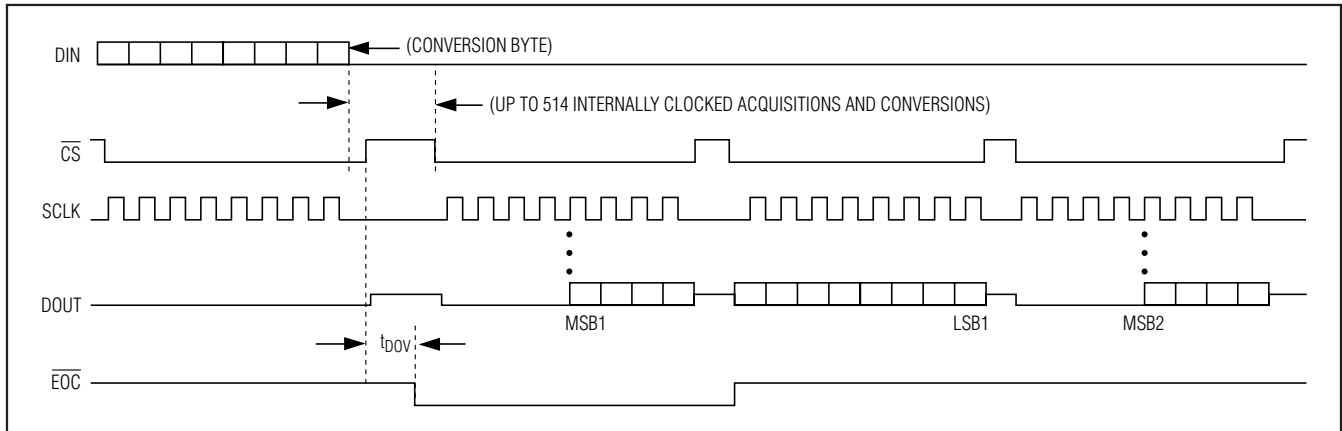 DIN
(CONVERSION BYTE)
(UP TO 514 INTERNALLY CLOCKED ACQUISITIONS AND CONVERSIONS)
CS
SCLK
DOUT
MSB1
LSB1
MSB2
tDOV
EOC